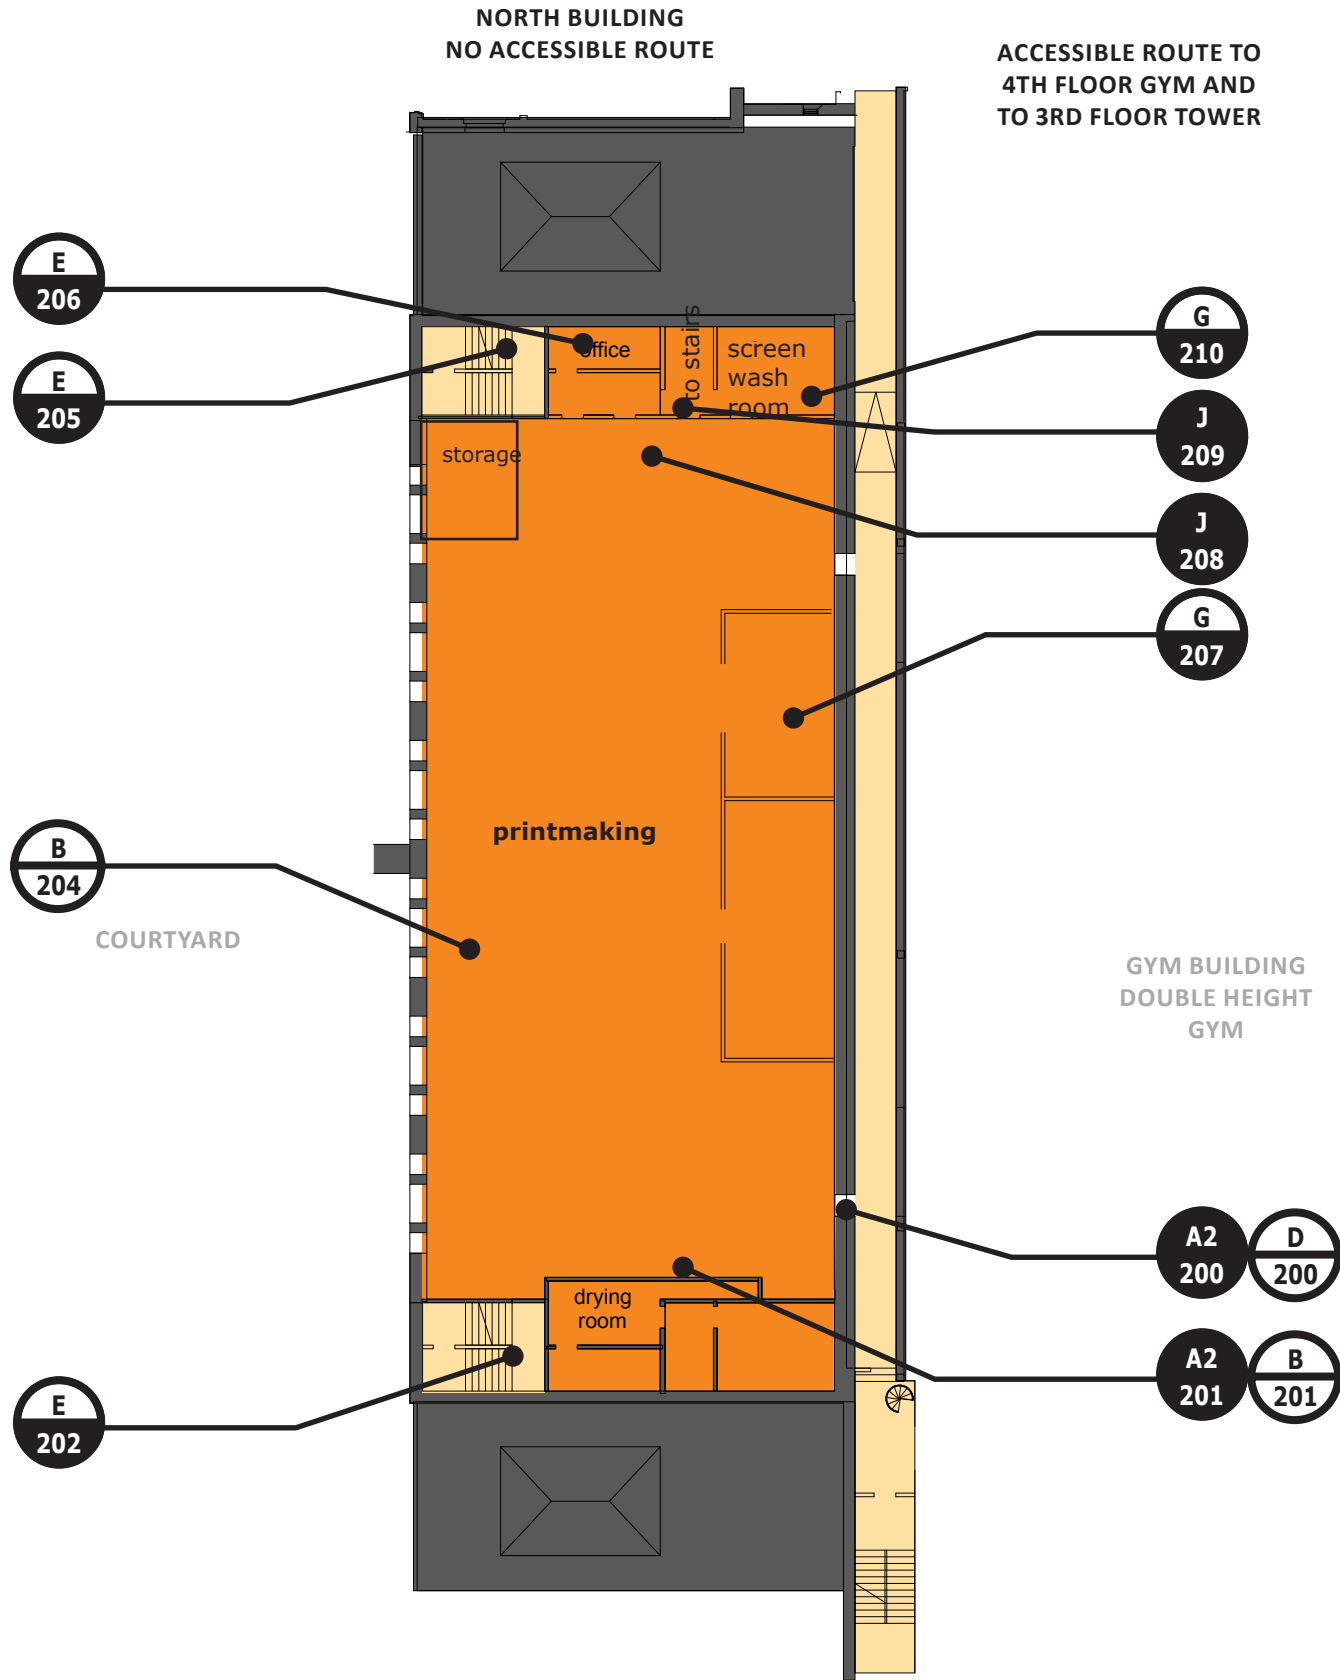 NORTH BUILDING
NO ACCESSIBLE ROUTE
ACCESSIBLE ROUTE TO
4TH FLOOR GYM AND
TO 3RD FLOOR TOWER
E
206
E
205
office
to stairs
screen
wash
room
G
210
J
209
storage
J
208
G
207
printmaking
B
204
COURTYARD
GYM BUILDING
DOUBLE HEIGHT
GYM
A2
200
D
200
drying
room
A2
201
B
201
E
202